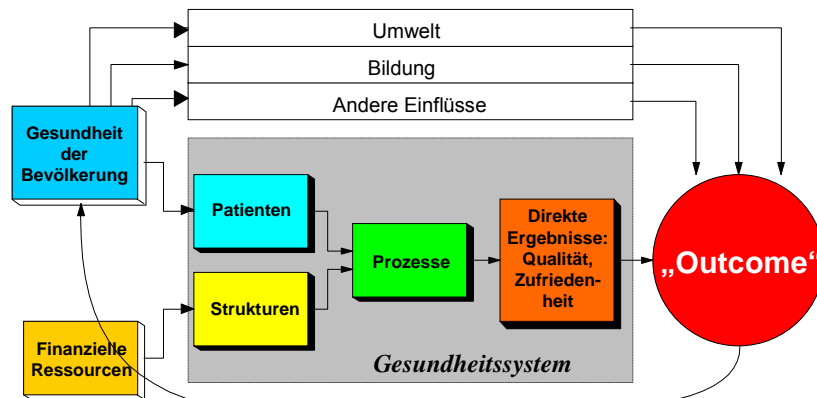 Umwelt
Bildung
Andere Einflüsse
Gesundheit
der
Bevölkerung
Patienten
Strukturen
Prozesse
Direkte
Ergebnisse:
Qualität,
Zufrieden-
heit
„Outcome“
Finanzielle
Ressourcen
Gesundheitssystem